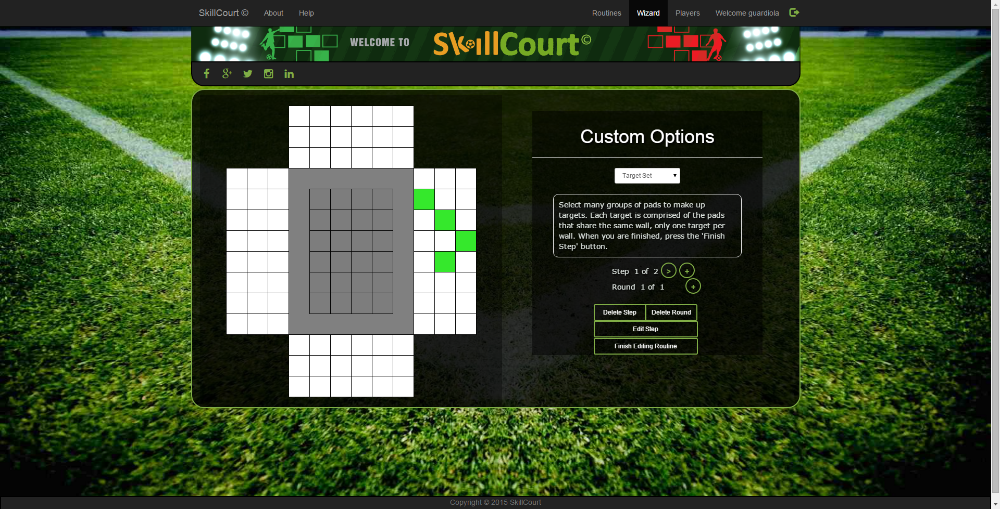 SkillCourt ©
About
Help
Routines
Wizard
Players
Welcome guardiola
WELCOME TO SkillCourt©
Custom Options
Target Set
Select many groups of pads to make up
targets. Each target is comprised of the pads
that share the same wall, only one target per
wall. When you are finished, press the 'Finish
Step' button.
Step 1 of 2 > +
Round 1 of 1 +
Delete Step
Delete Round
Edit Step
Finish Editing Routine
Copyright © 2015 SkillCourt